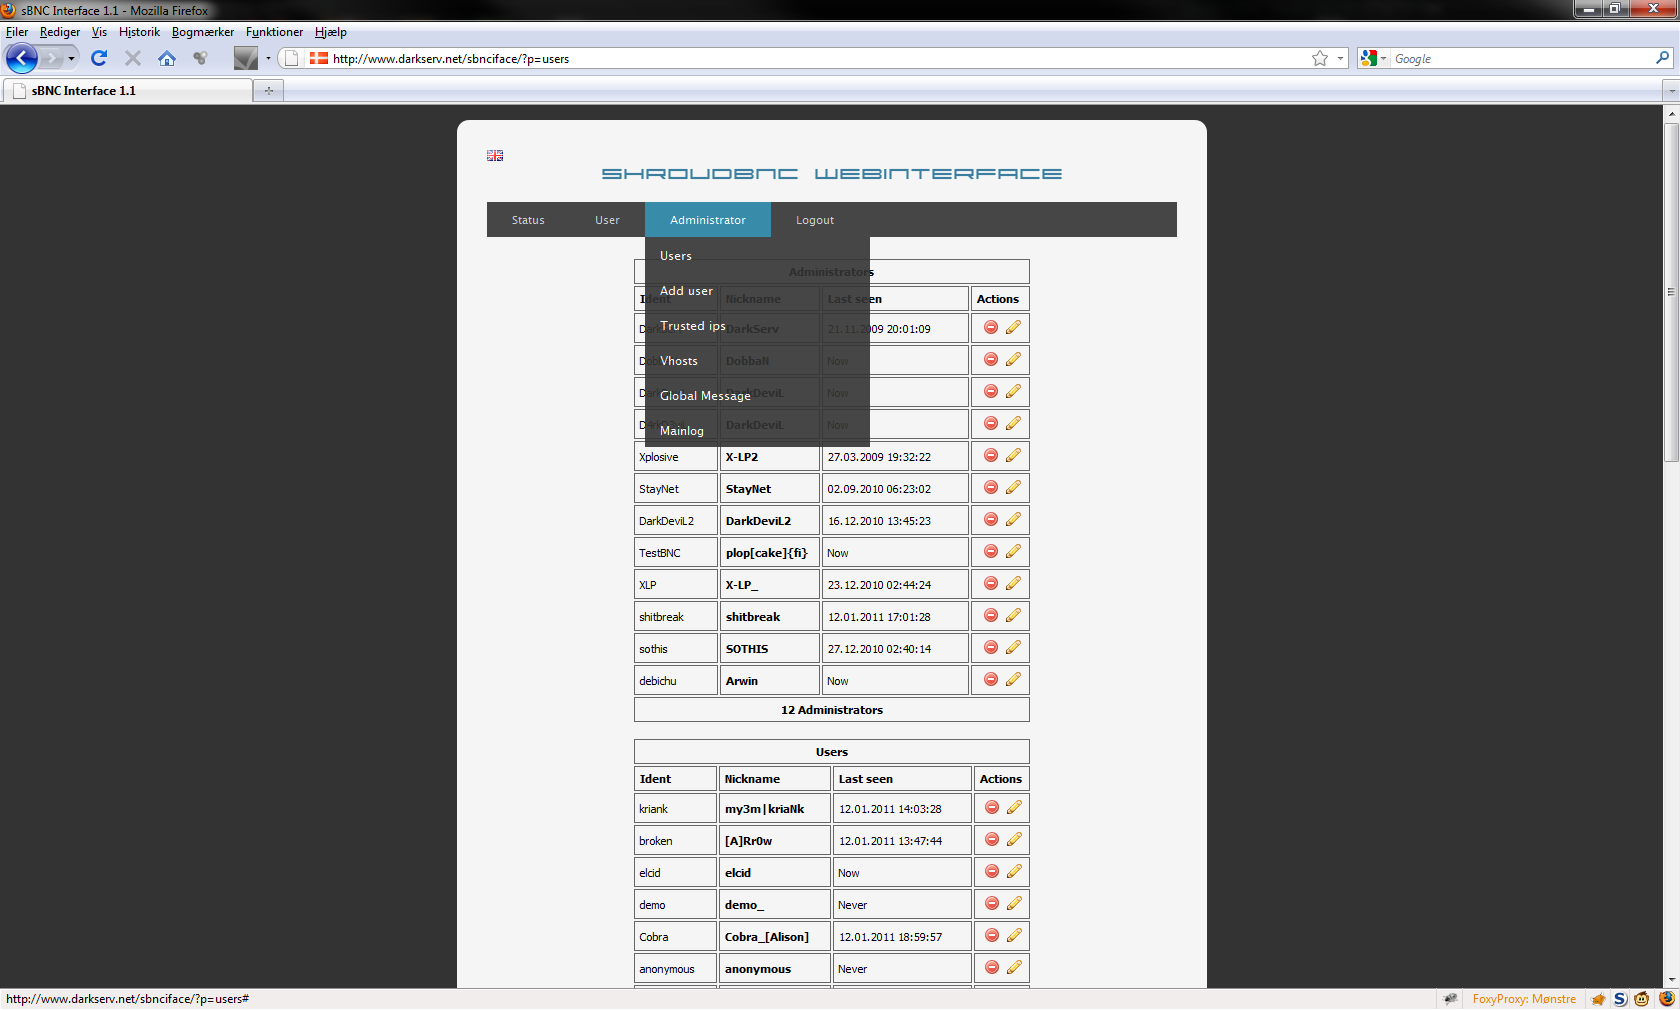 sBNC Interface 1.1 - Mozilla Firefox
Filer Rediger Vis Historik Bogmærker Funktioner Hjælp
http://www.darkserv.net/sbnciface/?p=users
Google
sBNC Interface 1.1
SHROUDBNC WEBINTERFACE
Status User Administrator Logout
Users
Add user
Trusted ips
Vhosts
Global Message
Mainlog
Administrators
Ident Nickname Last seen Actions
DarkServ 21.11.2009 20:01:09
DobbaN Now
DarkDeviL Now
DarkDeviL Now
Xplosive X-LP2 27.03.2009 19:32:22
StayNet StayNet 02.09.2010 06:23:02
DarkDeviL2 DarkDeviL2 16.12.2010 13:45:23
TestBNC plop[cake]{fi} Now
XLP X-LP_ 23.12.2010 02:44:24
shitbreak shitbreak 12.01.2011 17:01:28
sothis SOTHIS 27.12.2010 02:40:14
debichu Arwin Now
12 Administrators
Users
Ident Nickname Last seen Actions
kriank my3m|kriaNk 12.01.2011 14:03:28
broken [A]Rr0w 12.01.2011 13:47:44
elcid elcid Now
demo demo_ Never
Cobra Cobra_[Alison] 12.01.2011 18:59:57
anonymous anonymous Never
http://www.darkserv.net/sbnciface/?p=users#
FoxyProxy: Mønstre